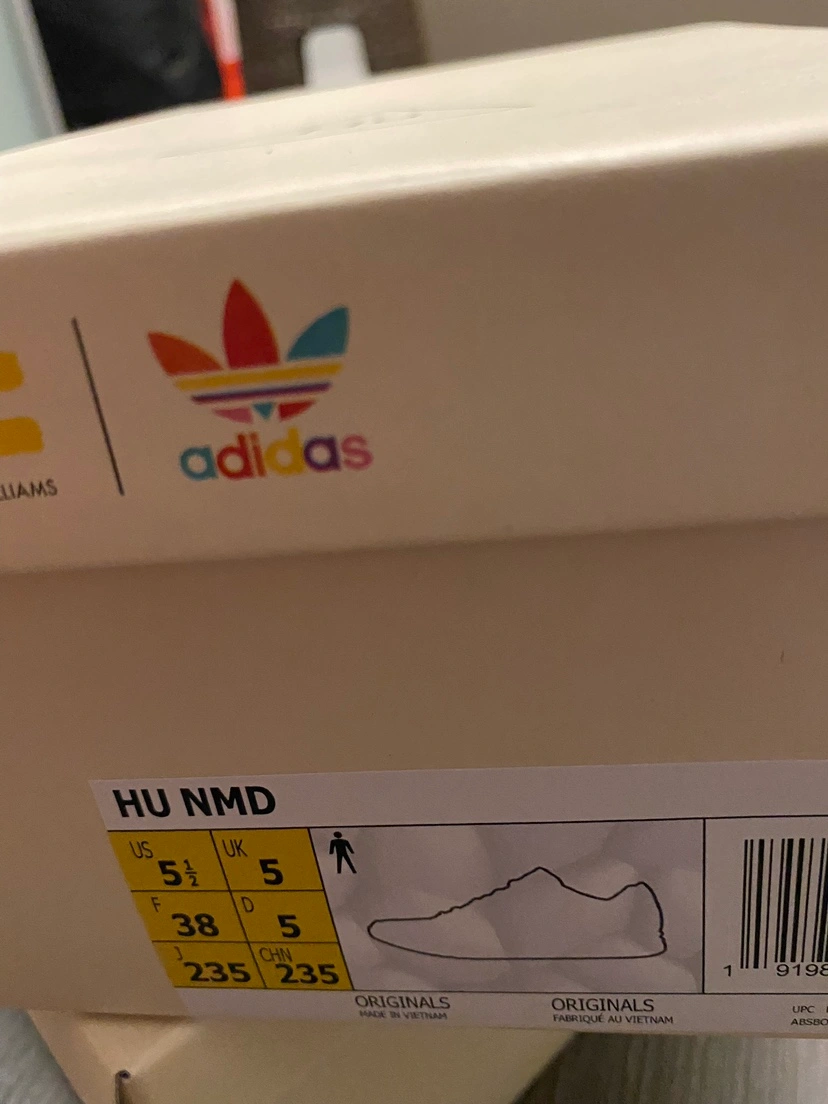 LLIAMS
adidas
HU NMD
US 5½ UK 5
F 38 D 5
J 235 CHN 235
ORIGINALS
MADE IN VIETNAM
ORIGINALS
FABRIQUÉ AU VIETNAM
1 9198
UPC
ABSBO